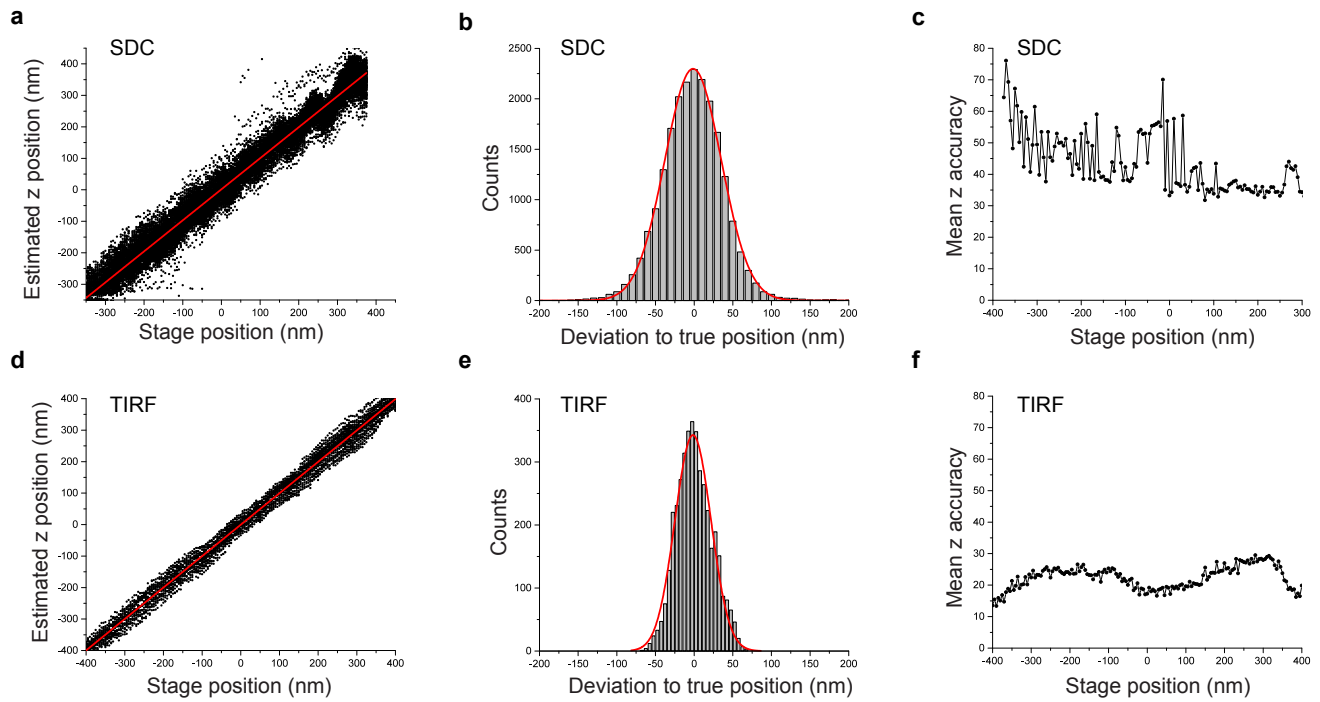 a
SDC
Estimated z position (nm)
400
300
200
100
0
-100
-200
-300
-300 -200 -100 0 100 200 300 400
Stage position (nm)
b
SDC
Counts
2500
2000
1500
1000
500
0
-200 -150 -100 -50 0 50 100 150 200
Deviation to true position (nm)
c
SDC
Mean z accuracy
80
70
60
50
40
30
20
10
0
-400 -300 -200 -100 0 100 200 300
Stage position (nm)
d
TIRF
Estimated z position (nm)
400
300
200
100
0
-100
-200
-300
-400
-400 -300 -200 -100 0 100 200 300 400
Stage position (nm)
e
TIRF
Counts
400
300
200
100
0
-200 -150 -100 -50 0 50 100 150 200
Deviation to true position (nm)
f
TIRF
Mean z accuracy
80
70
60
50
40
30
20
10
0
-400 -300 -200 -100 0 100 200 300 400
Stage position (nm)